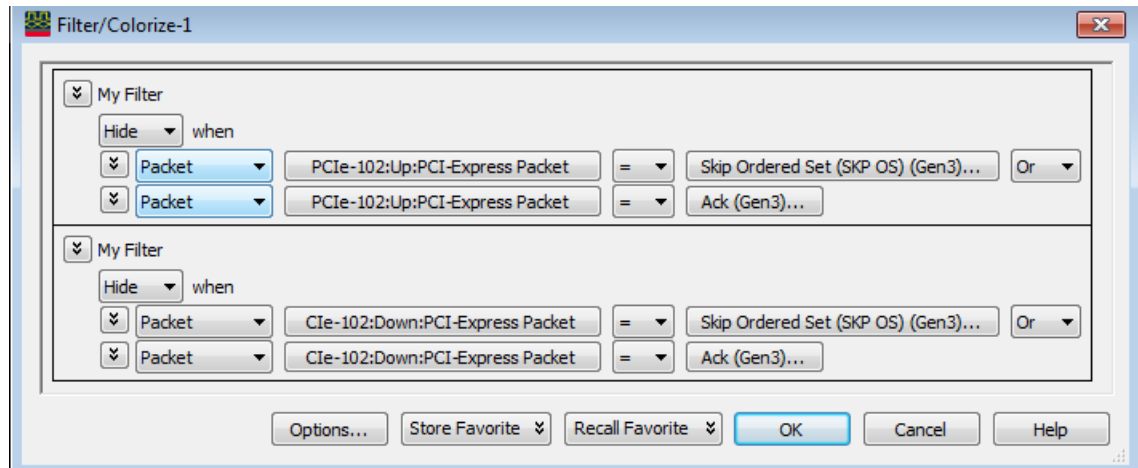 Filter/Colorize-1
My Filter
Hide when
Packet PCIe-102:Up:PCI-Express Packet = Skip Ordered Set (SKP OS) (Gen3)... Or
Packet PCIe-102:Up:PCI-Express Packet = Ack (Gen3)...
My Filter
Hide when
Packet CIe-102:Down:PCI-Express Packet = Skip Ordered Set (SKP OS) (Gen3)... Or
Packet CIe-102:Down:PCI-Express Packet = Ack (Gen3)...
Options... Store Favorite Recall Favorite OK Cancel Help